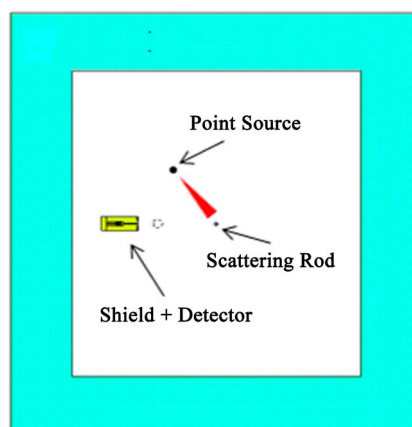 Point Source
Scattering Rod
Shield + Detector